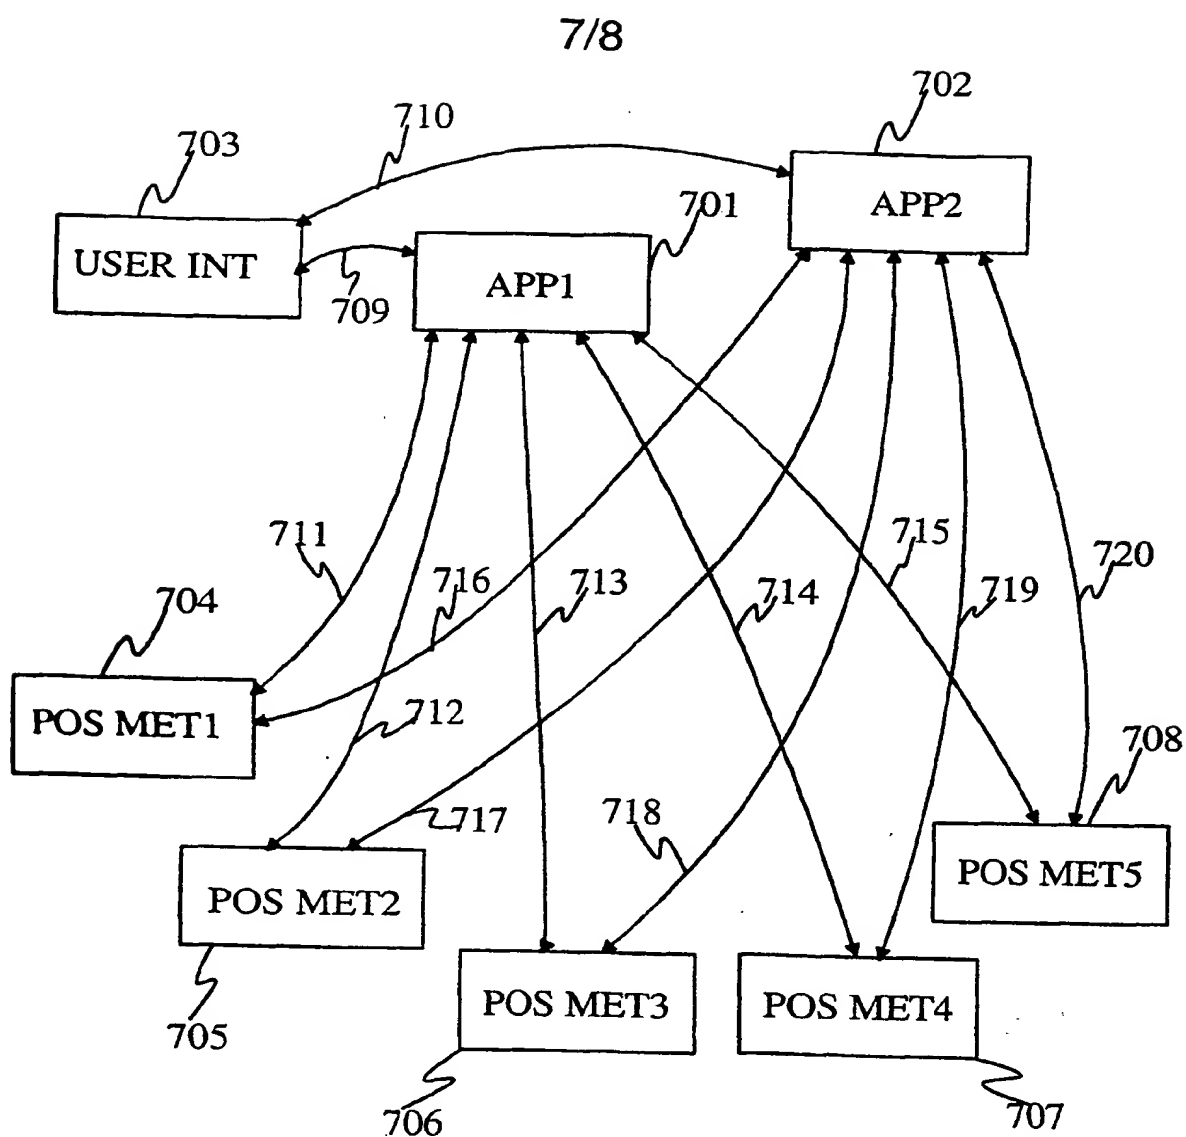 7/8
702
710
703
701
APP2
USER INT
APP1
709
711
715
716
713
714
719
720
704
712
POS MET1
708
717
718
POS MET5
POS MET2
POS MET3
POS MET4
705
706
707